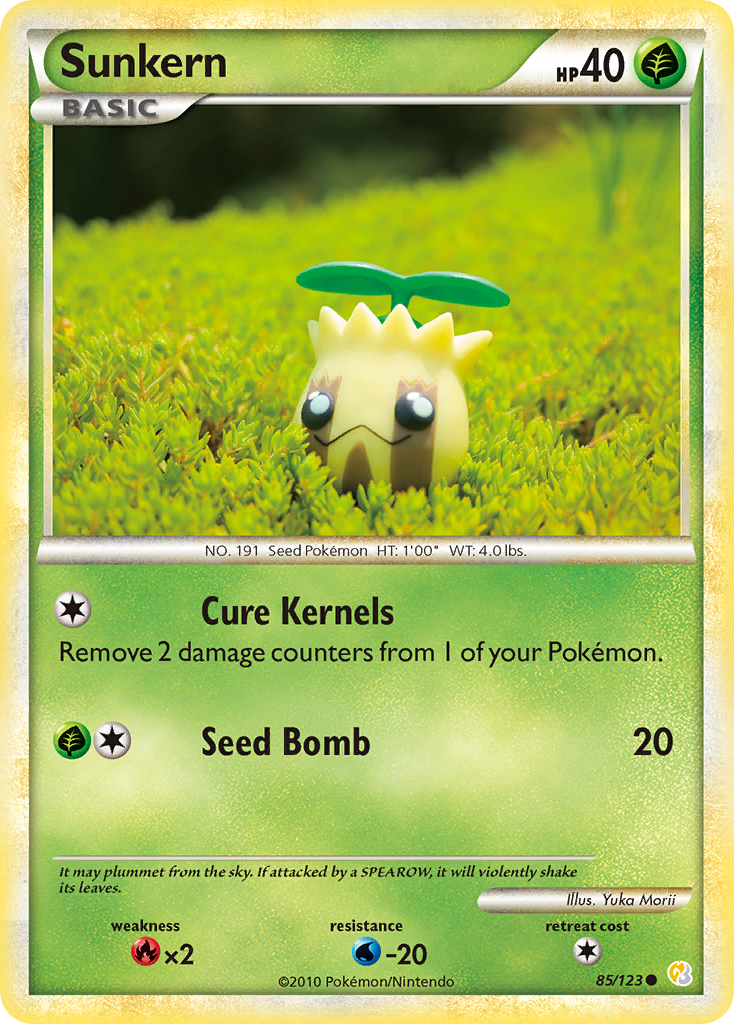 Sunkern
HP40
BASIC
NO. 191 Seed Pokémon HT: 1'00" WT: 4.0 lbs.
Cure Kernels
Remove 2 damage counters from 1 of your Pokémon.
Seed Bomb 20
It may plummet from the sky. If attacked by a SPEAROW, it will violently shake
its leaves.
Illus. Yuka Morii
weakness resistance retreat cost
×2 -20
©2010 Pokémon/Nintendo 85/123